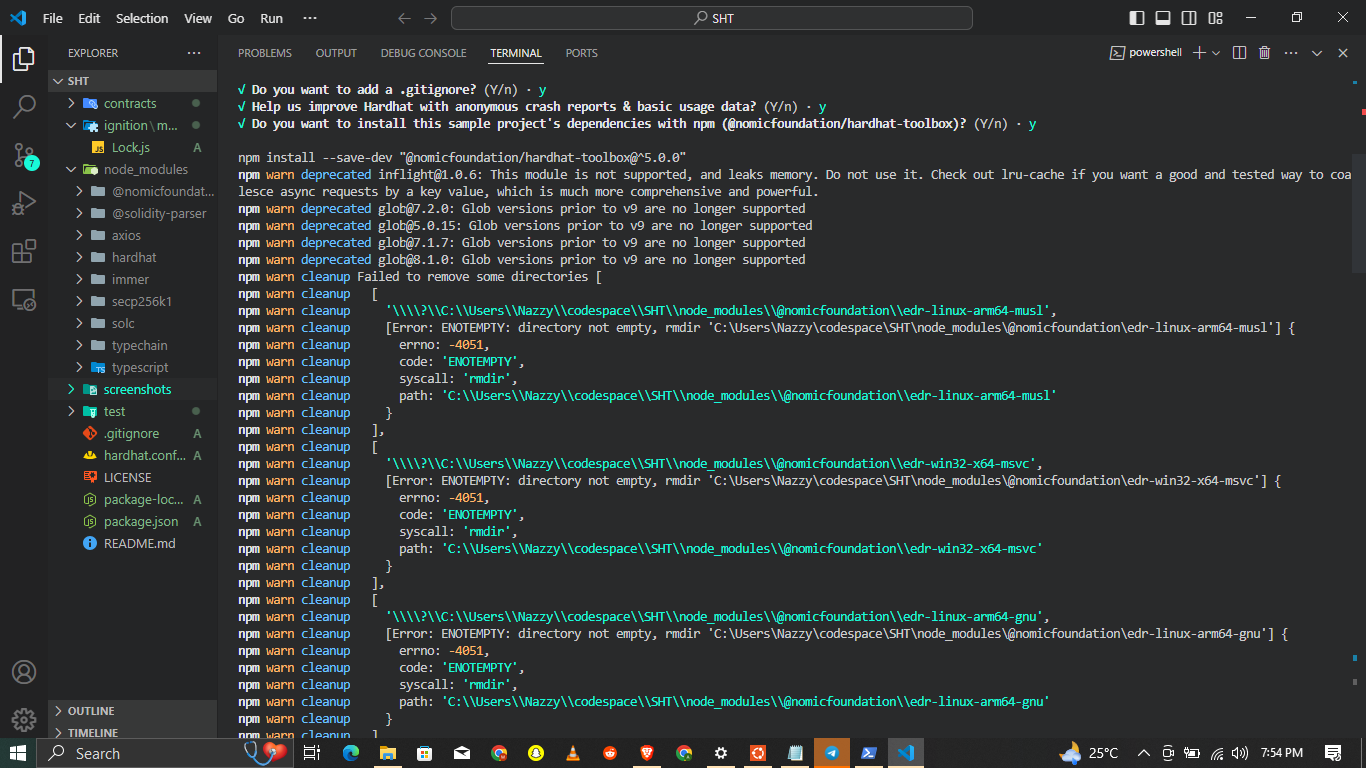 File Edit Selection View Go Run ··· SHT
EXPLORER ···
SHT
contracts
ignition\m...
Lock.js A
node_modules
@nomicfoundat...
@solidity-parser
axios
hardhat
immer
secp256k1
solc
typechain
typescript
screenshots
test
.gitignore A
hardhat.conf... A
LICENSE
package-loc... A
package.json A
README.md
OUTLINE
TIMELINE
7
PROBLEMS OUTPUT DEBUG CONSOLE TERMINAL PORTS powershell
√ Do you want to add a .gitignore? (Y/n) · y
√ Help us improve Hardhat with anonymous crash reports & basic usage data? (Y/n) · y
√ Do you want to install this sample project's dependencies with npm (@nomicfoundation/hardhat-toolbox)? (Y/n) · y
npm install --save-dev "@nomicfoundation/hardhat-toolbox@^5.0.0"
npm warn deprecated inflight@1.0.6: This module is not supported, and leaks memory. Do not use it. Check out lru-cache if you want a good and tested way to coa
lesce async requests by a key value, which is much more comprehensive and powerful.
npm warn deprecated glob@7.2.0: Glob versions prior to v9 are no longer supported
npm warn deprecated glob@5.0.15: Glob versions prior to v9 are no longer supported
npm warn deprecated glob@7.1.7: Glob versions prior to v9 are no longer supported
npm warn deprecated glob@8.1.0: Glob versions prior to v9 are no longer supported
npm warn cleanup Failed to remove some directories [
npm warn cleanup   [
npm warn cleanup     '\\\\?\\C:\\Users\\Nazzy\\codespace\\SHT\\node_modules\\@nomicfoundation\\edr-linux-arm64-musl',
npm warn cleanup     [Error: ENOTEMPTY: directory not empty, rmdir 'C:\Users\Nazzy\codespace\SHT\node_modules\@nomicfoundation\edr-linux-arm64-musl'] {
npm warn cleanup       errno: -4051,
npm warn cleanup       code: 'ENOTEMPTY',
npm warn cleanup       syscall: 'rmdir',
npm warn cleanup       path: 'C:\\Users\\Nazzy\\codespace\\SHT\\node_modules\\@nomicfoundation\\edr-linux-arm64-musl'
npm warn cleanup     }
npm warn cleanup   ],
npm warn cleanup   [
npm warn cleanup     '\\\\?\\C:\\Users\\Nazzy\\codespace\\SHT\\node_modules\\@nomicfoundation\\edr-win32-x64-msvc',
npm warn cleanup     [Error: ENOTEMPTY: directory not empty, rmdir 'C:\Users\Nazzy\codespace\SHT\node_modules\@nomicfoundation\edr-win32-x64-msvc'] {
npm warn cleanup       errno: -4051,
npm warn cleanup       code: 'ENOTEMPTY',
npm warn cleanup       syscall: 'rmdir',
npm warn cleanup       path: 'C:\\Users\\Nazzy\\codespace\\SHT\\node_modules\\@nomicfoundation\\edr-win32-x64-msvc'
npm warn cleanup     }
npm warn cleanup   ],
npm warn cleanup   [
npm warn cleanup     '\\\\?\\C:\\Users\\Nazzy\\codespace\\SHT\\node_modules\\@nomicfoundation\\edr-linux-arm64-gnu',
npm warn cleanup     [Error: ENOTEMPTY: directory not empty, rmdir 'C:\Users\Nazzy\codespace\SHT\node_modules\@nomicfoundation\edr-linux-arm64-gnu'] {
npm warn cleanup       errno: -4051,
npm warn cleanup       code: 'ENOTEMPTY',
npm warn cleanup       syscall: 'rmdir',
npm warn cleanup       path: 'C:\\Users\\Nazzy\\codespace\\SHT\\node_modules\\@nomicfoundation\\edr-linux-arm64-gnu'
npm warn cleanup     }
npm warn cleanup   ]
Search 25°C 7:54 PM